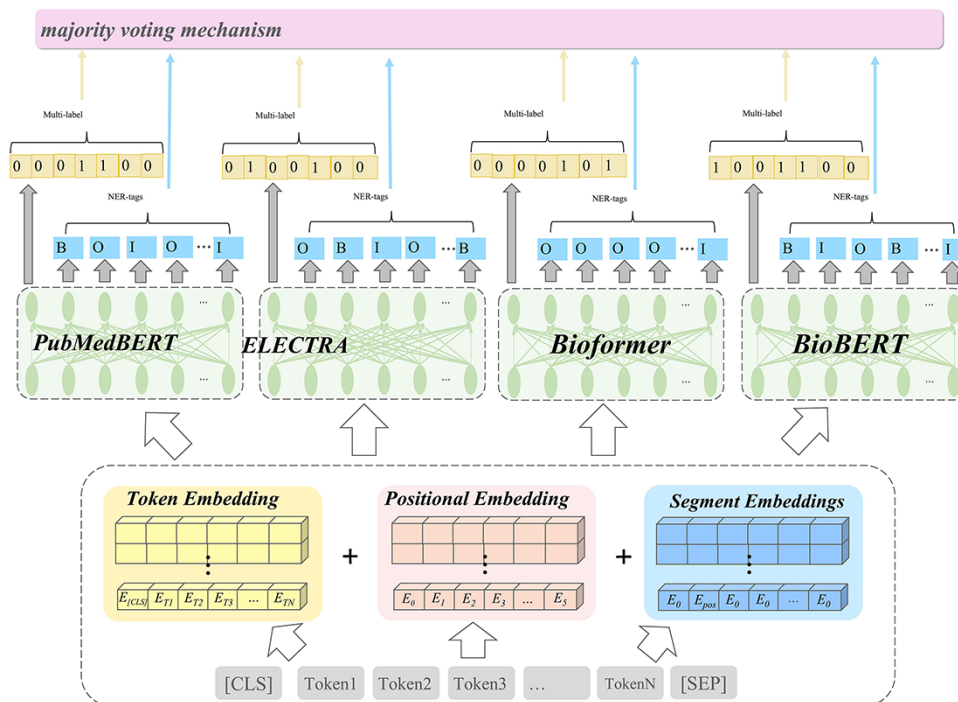 majority voting mechanism
Multi-label Multi-label Multi-label Multi-label
0 0 0 1 1 0 0 0 1 0 0 1 0 0 0 0 0 0 1 0 1 1 0 0 1 1 0 0
NER-tags NER-tags NER-tags NER-tags
B O I O ... I O B I O ... B O O O O ... I B I O B ... I
... ... ... ...
PubMedBERT ELECTRA Bioformer BioBERT
... ... ... ...
Token Embedding Positional Embedding Segment Embeddings
+ +
E[CLS] ET1 ET2 ET3 ... ETN E0 E1 E2 E3 ... E5 E0 Epos E0 E0 ... E0
[CLS] Token1 Token2 Token3 ... TokenN [SEP]